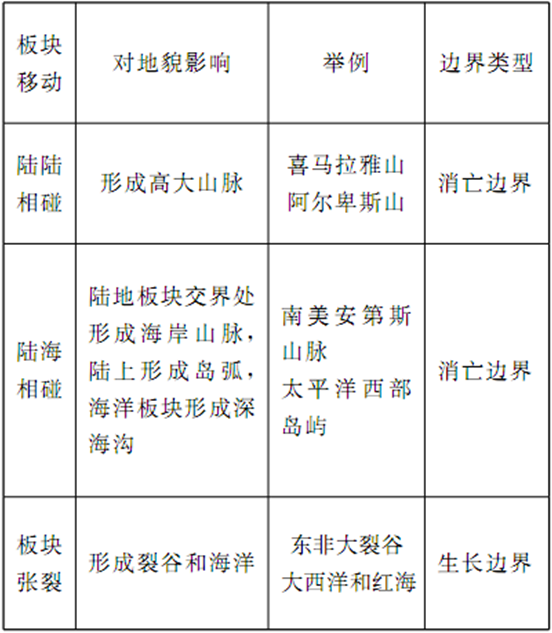 板块
移动
对地貌影响
举例
边界类型
陆陆
相碰
形成高大山脉
喜马拉雅山
阿尔卑斯山
消亡边界
陆海
相碰
陆地板块交界处
形成海岸山脉，
陆上形成岛弧，
海洋板块形成深
海沟
南美安第斯
山脉
太平洋西部
岛屿
消亡边界
板块
张裂
形成裂谷和海洋
东非大裂谷
大西洋和红海
生长边界